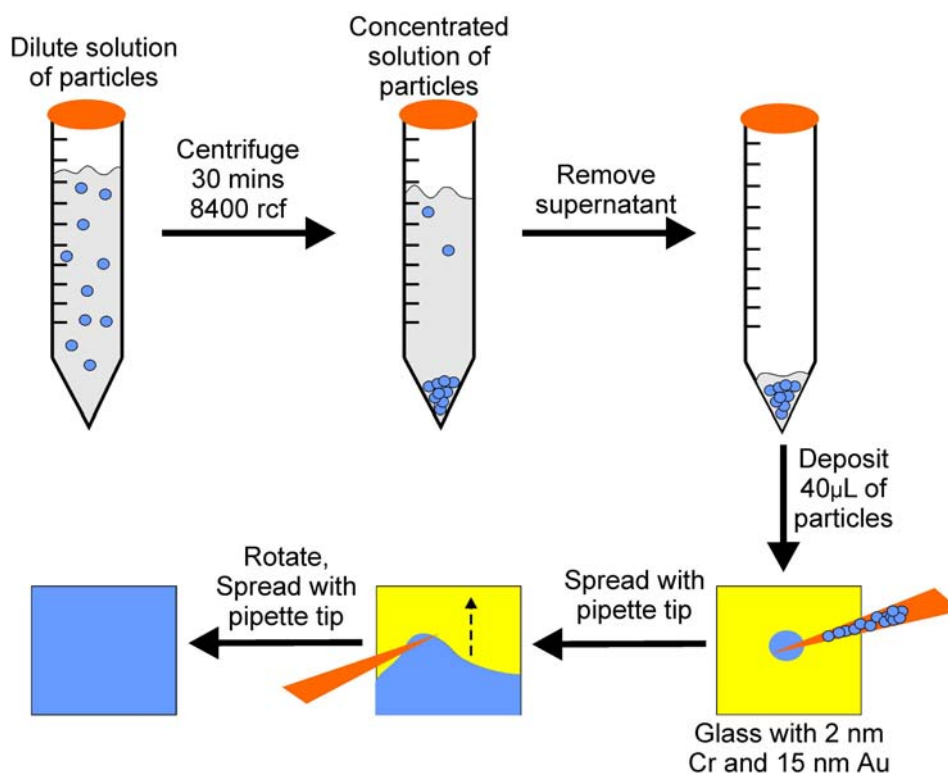 Dilute solution
of particles
Centrifuge
30 mins
8400 rcf
Concentrated
solution of
particles
Remove
supernatant
Deposit
40µL of
particles
Glass with 2 nm
Cr and 15 nm Au
Spread with
pipette tip
Rotate,
Spread with
pipette tip